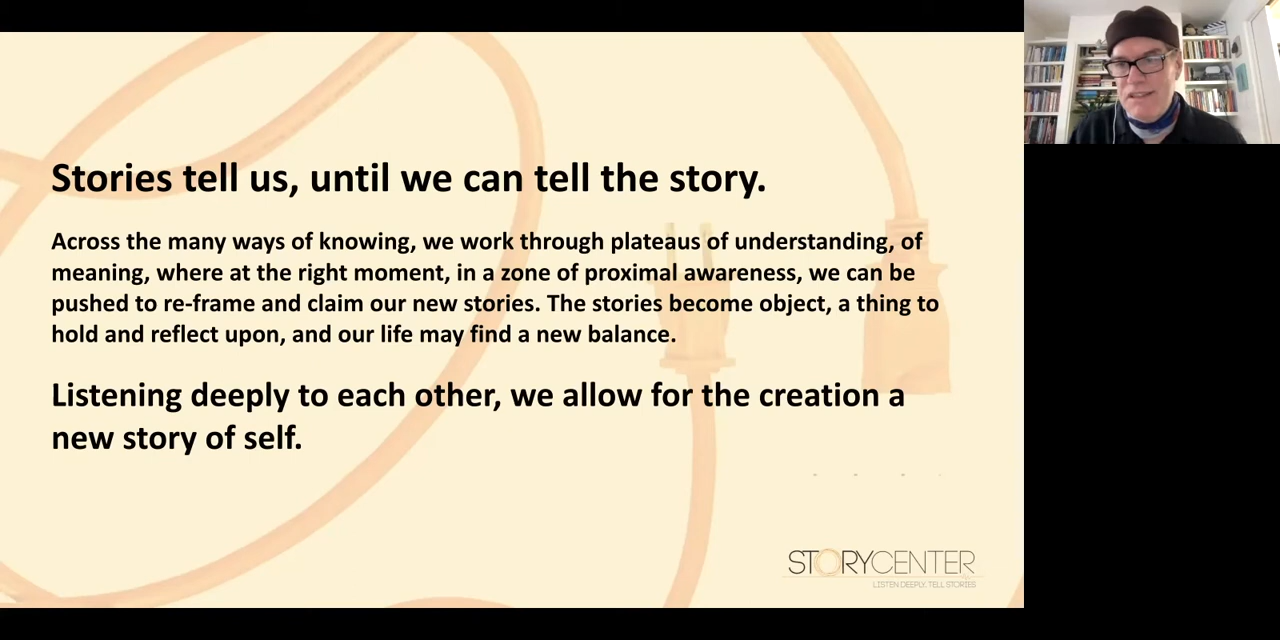 Stories tell us, until we can tell the story.
Across the many ways of knowing, we work through plateaus of understanding, of
meaning, where at the right moment, in a zone of proximal awareness, we can be
pushed to re-frame and claim our new stories. The stories become object, a thing to
hold and reflect upon, and our life may find a new balance.
Listening deeply to each other, we allow for the creation a
new story of self.
STORYCENTER
LISTEN DEEPLY. TELL STORIES